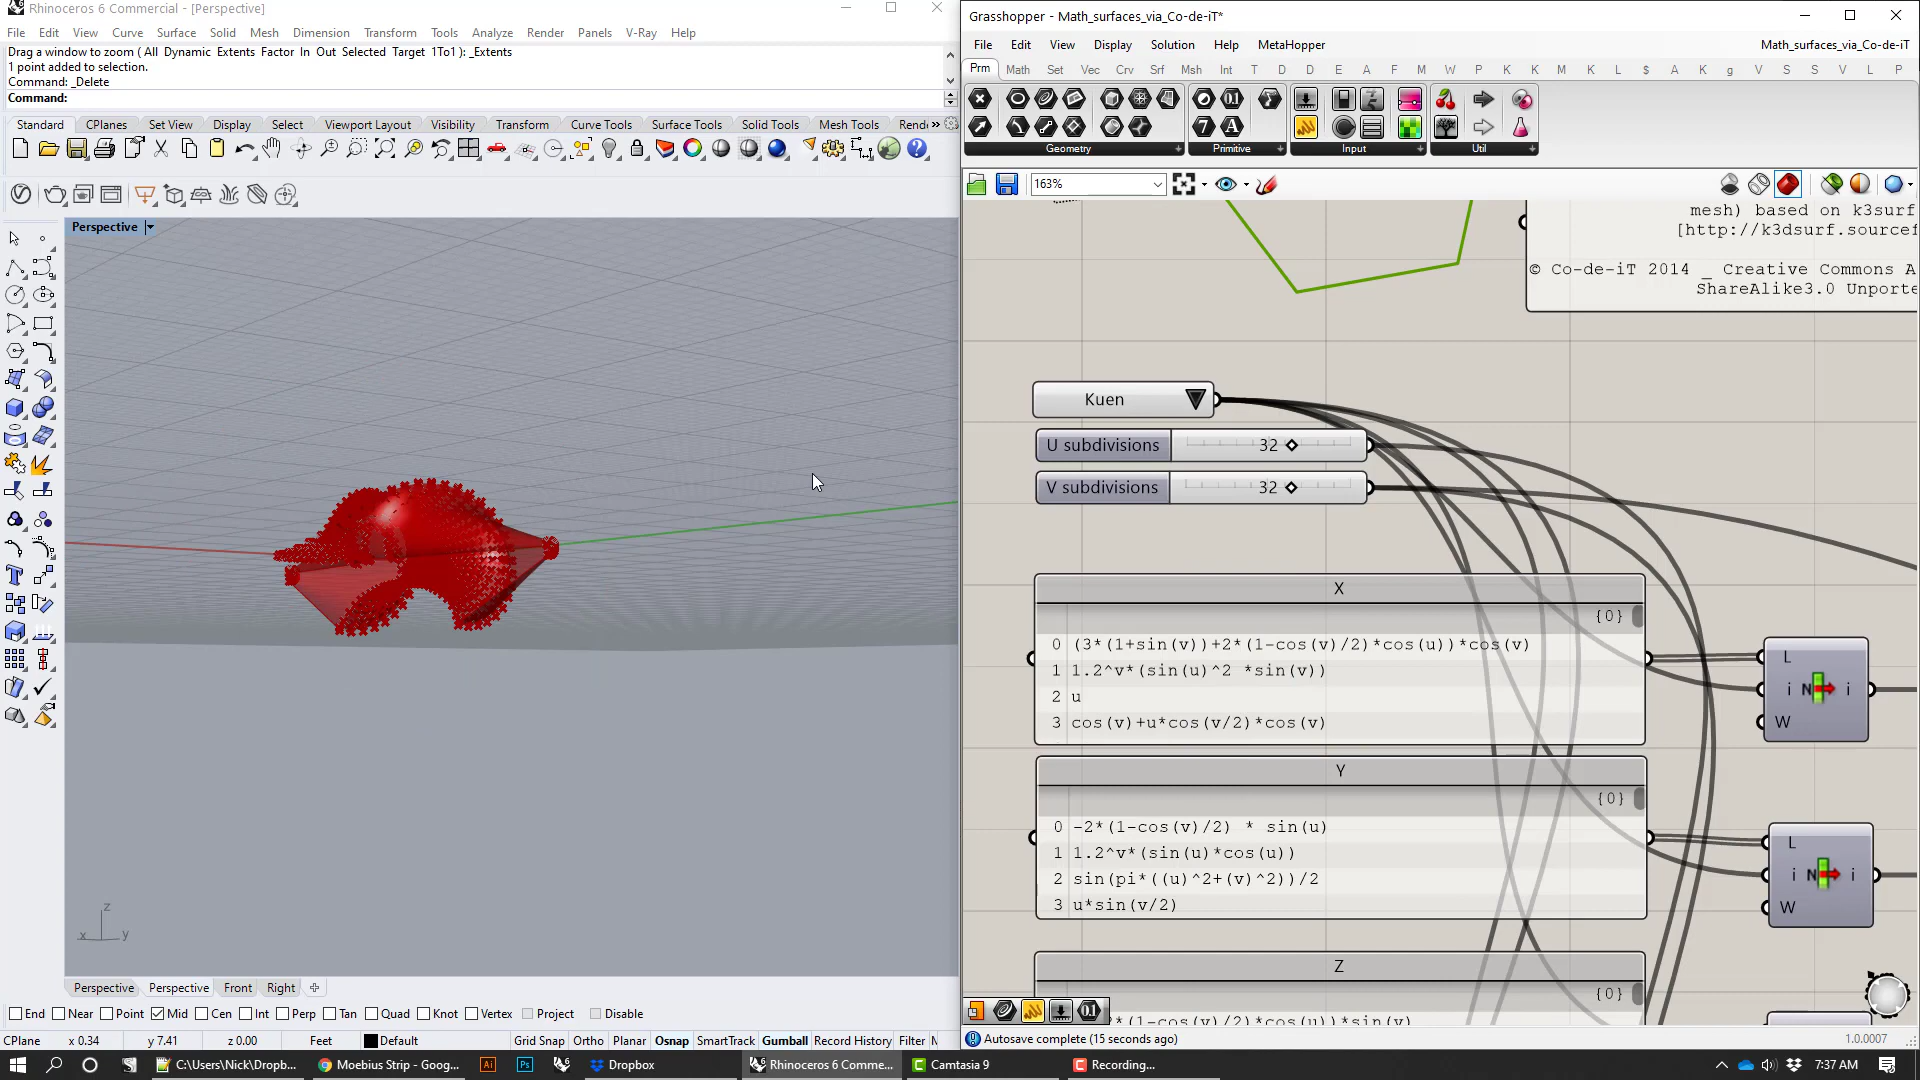 Rhinoceros 6 Commercial - [Perspective]
File Edit View Curve Surface Solid Mesh Dimension Transform Tools Analyze Render Panels V-Ray Help
Drag a window to zoom ( All Dynamic Extents Factor In Out Selected Target 1To1 ): _Extents
1 point added to selection.
Command: _Delete
Command:
Standard CPlanes Set View Display Select Viewport Layout Visibility Transform Curve Tools Surface Tools Solid Tools Mesh Tools Rend »
Perspective
z
x y
Perspective Perspective Front Right
End Near Point Mid Cen Int Perp Tan Quad Knot Vertex Project Disable
CPlane x 0.34 y 7.41 z 0.00 Feet Default Grid Snap Ortho Planar Osnap SmartTrack Gumball Record History Filter M
Grasshopper - Math_surfaces_via_Co-de-iT*
File Edit View Display Solution Help MetaHopper Math_surfaces_via_Co-de-iT
Prm Math Set Vec Crv Srf Msh Int T D D E A F M W P K K M K L $ A K g V S S V L P
Geometry Primitive Input Util
163%
mesh) based on k3surf
[http://k3dsurf.sourcef
© Co-de-iT 2014 _ Creative Commons A
ShareAlike3.0 Unporte
Kuen
U subdivisions 32
V subdivisions 32
X
{0}
0 (3*(1+sin(v))+2*(1-cos(v)/2)*cos(u))*cos(v)
1 1.2^v*(sin(u)^2 *sin(v))
2 u
3 cos(v)+u*cos(v/2)*cos(v)
L
i N i
W
Y
{0}
0 -2*(1-cos(v)/2) * sin(u)
1 1.2^v*(sin(u)*cos(u))
2 sin(pi*((u)^2+(v)^2))/2
3 u*sin(v/2)
L
i N i
W
Z
{0}
*(1-cos(v)/2)*cos(u))*sin(v)
Autosave complete (15 seconds ago) 1.0.0007
C:\Users\Nick\Dropb... Moebius Strip - Goog... Ai Ps Dropbox Rhinoceros 6 Comme... Camtasia 9 Recording... 7:37 AM